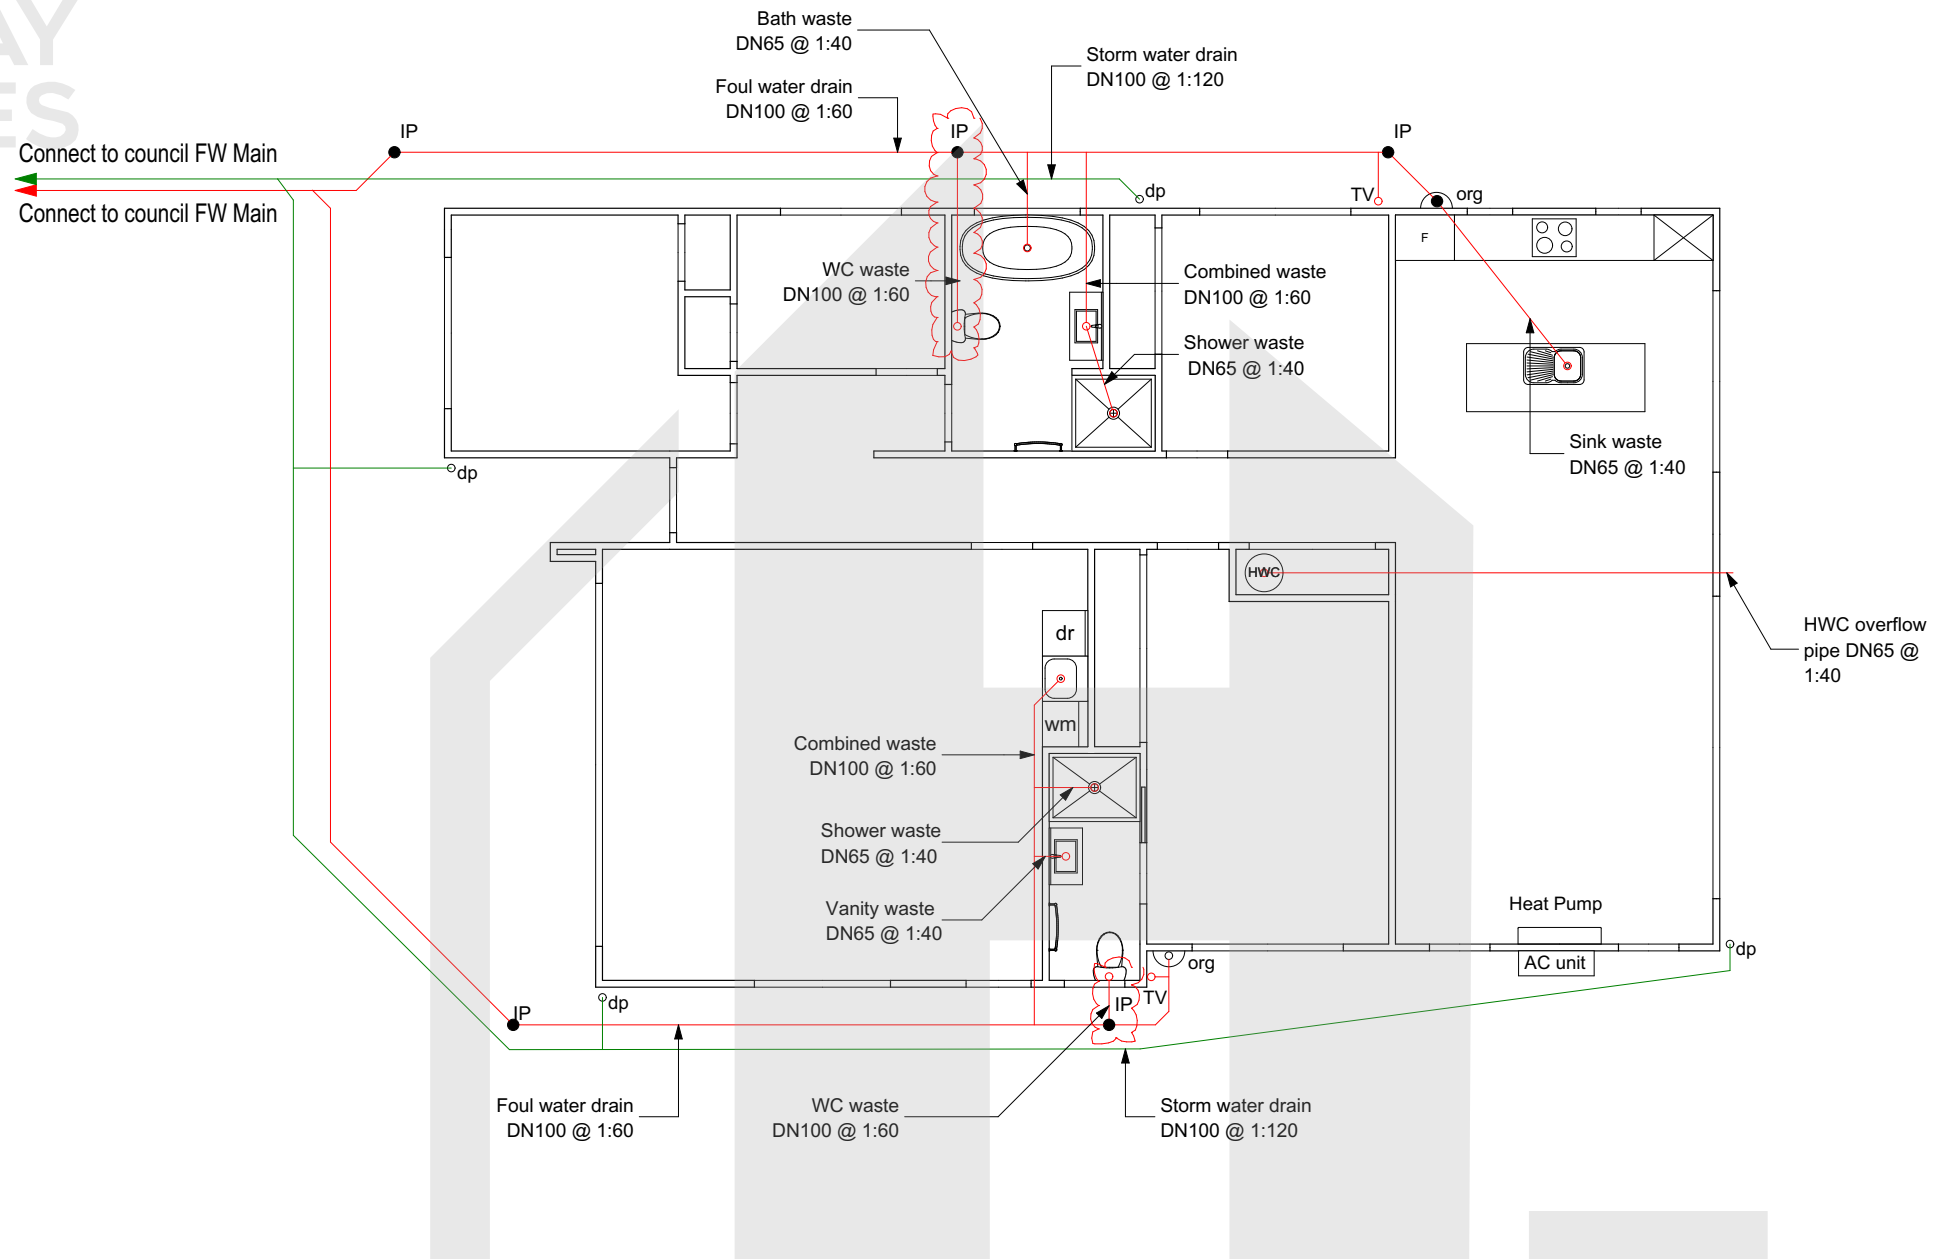 AY
ES
Bath waste
DN65 @ 1:40
Storm water drain
DN100 @ 1:120
Foul water drain
DN100 @ 1:60
IP
IP
IP
Connect to council FW Main
Connect to council FW Main
dp
TV
org
F
WC waste
DN100 @ 1:60
Combined waste
DN100 @ 1:60
Shower waste
DN65 @ 1:40
Sink waste
DN65 @ 1:40
dp
HWC
HWC overflow
pipe DN65 @
1:40
dr
wm
Combined waste
DN100 @ 1:60
Shower waste
DN65 @ 1:40
Vanity waste
DN65 @ 1:40
Heat Pump
AC unit
dp
org
TV
IP
dp
IP
Foul water drain
DN100 @ 1:60
WC waste
DN100 @ 1:60
Storm water drain
DN100 @ 1:120